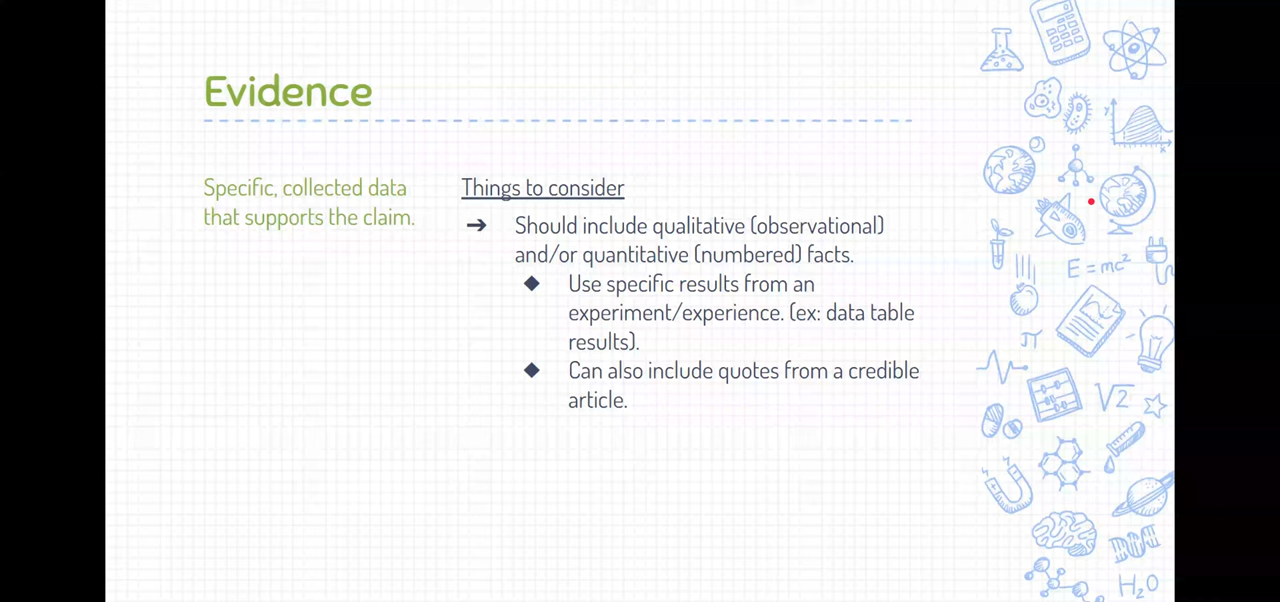 Evidence
Specific, collected data
that supports the claim.
Things to consider
➔ Should include qualitative (observational)
and/or quantitative (numbered) facts.
◆ Use specific results from an
experiment/experience. (ex: data table
results).
◆ Can also include quotes from a credible
article.
y
x
E = mc²
π
√2
H₂O